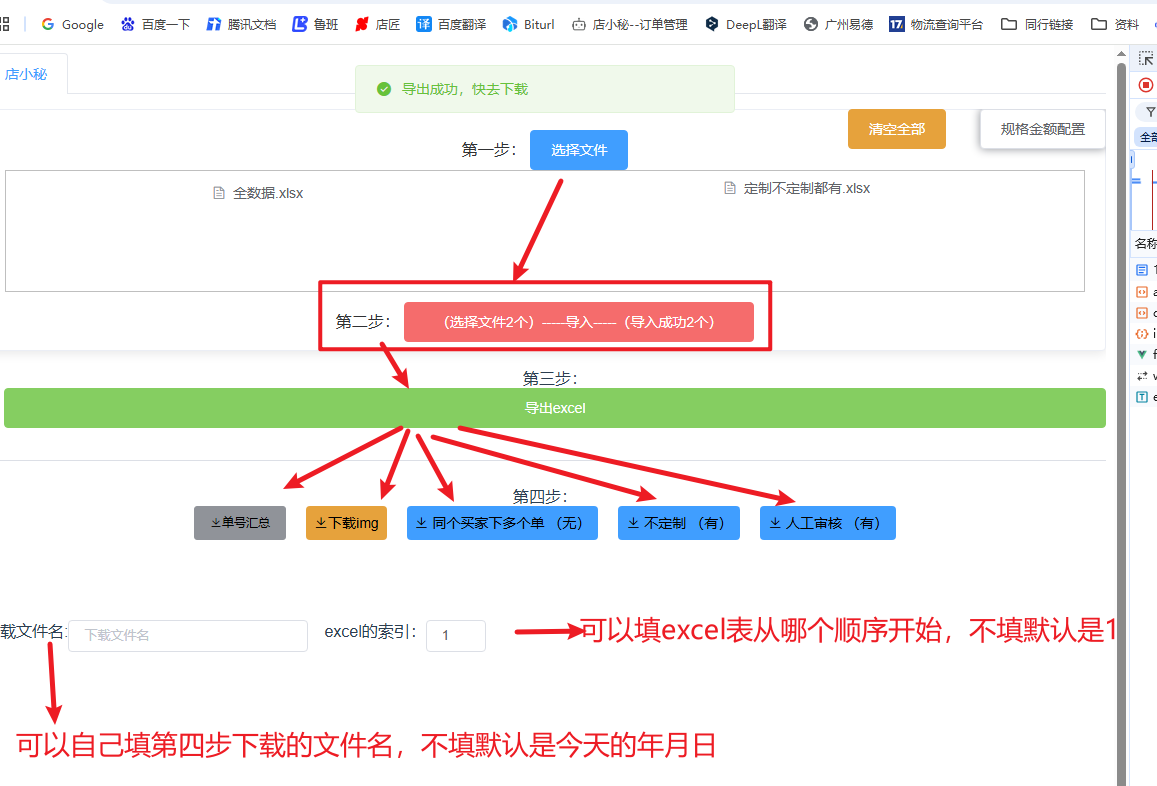 Google 百度一下 腾讯文档 鲁班 店匠 百度翻译 Biturl 店小秘--订单管理 DeepL翻译 广州易德 物流查询平台 同行链接 资料
店小秘
导出成功，快去下载
清空全部 规格金额配置
第一步： 选择文件
全数据.xlsx 定制不定制都有.xlsx
第二步： （选择文件2个）-----导入-----（导入成功2个）
第三步：
导出excel
第四步：
单号汇总 下载img 同个买家下多个单 （无） 不定制 （有） 人工审核 （有）
载文件名: 下载文件名 excel的索引： 1 可以填excel表从哪个顺序开始，不填默认是1
可以自己填第四步下载的文件名，不填默认是今天的年月日
全部
名称